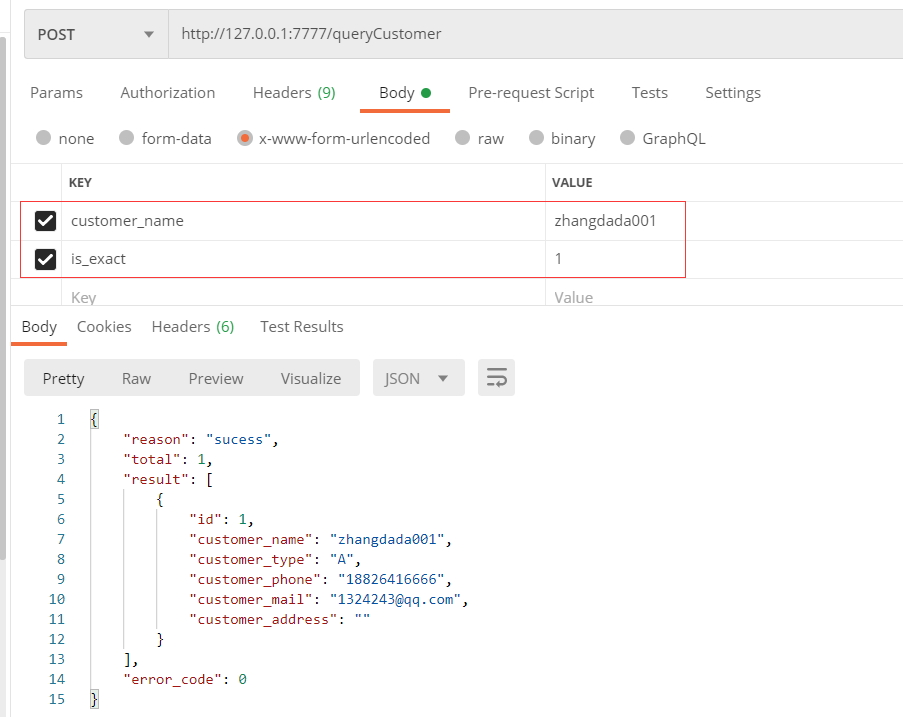 POST http://127.0.0.1:7777/queryCustomer
Params Authorization Headers (9) Body Pre-request Script Tests Settings
none form-data x-www-form-urlencoded raw binary GraphQL
KEY VALUE
customer_name zhangdada001
is_exact 1
Key Value
Body Cookies Headers (6) Test Results
Pretty Raw Preview Visualize JSON
1 {
2 "reason": "sucess",
3 "total": 1,
4 "result": [
5 {
6 "id": 1,
7 "customer_name": "zhangdada001",
8 "customer_type": "A",
9 "customer_phone": "18826416666",
10 "customer_mail": "1324243@qq.com",
11 "customer_address": ""
12 }
13 ],
14 "error_code": 0
15 }